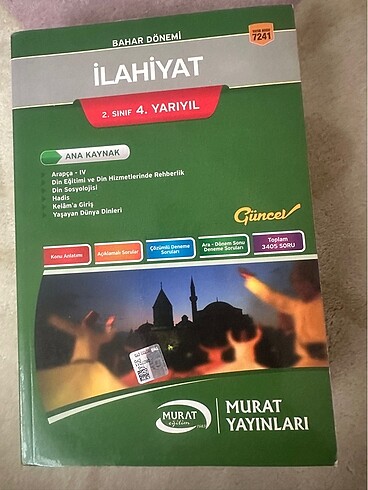 BAHAR DÖNEMİ
7241
İLAHİYAT
2. SINIF 4. YARIYIL
ANA KAYNAK
Arapça - IV
Din Eğitimi ve Din Hizmetlerinde Rehberlik
Din Sosyolojisi
Hadis
Kelâm'a Giriş
Yaşayan Dünya Dinleri
Güncel
Konu Anlatımı
Açıklamalı Sorular
Çözümlü Deneme
Soruları
Ara - Dönem Sonu
Deneme Soruları
Toplam
3405 SORU
MURAT
eğitim
MURAT
YAYINLARI